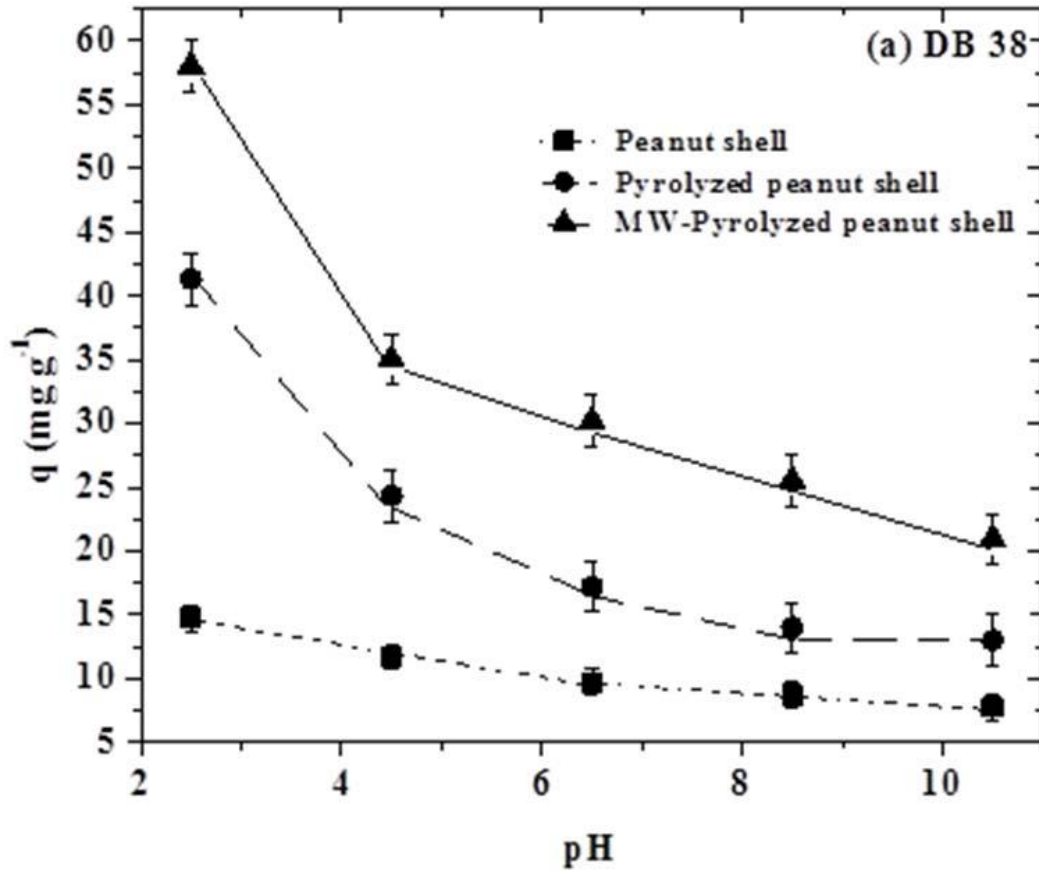 (a) DB 38
Peanut shell
Pyrolyzed peanut shell
MW-Pyrolyzed peanut shell
60
55
50
45
40
35
30
25
20
15
10
5
q (mg g⁻¹)
2 4 6 8 10
pH